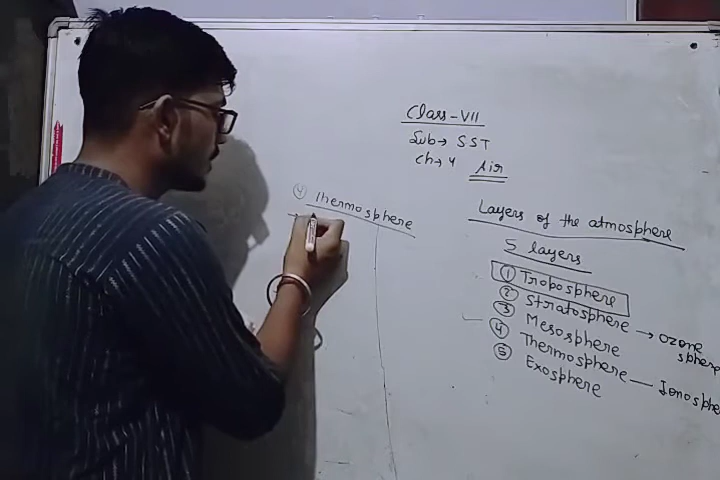 Class-VII
Sub→ SST
Ch→ 4 Air
④ Thermosphere
Layers of the atmosphere
5 layers
① Troposphere
② Stratosphere → ozone sphere
③ Mesosphere
④ Thermosphere — Ionosphe
⑤ Exosphere